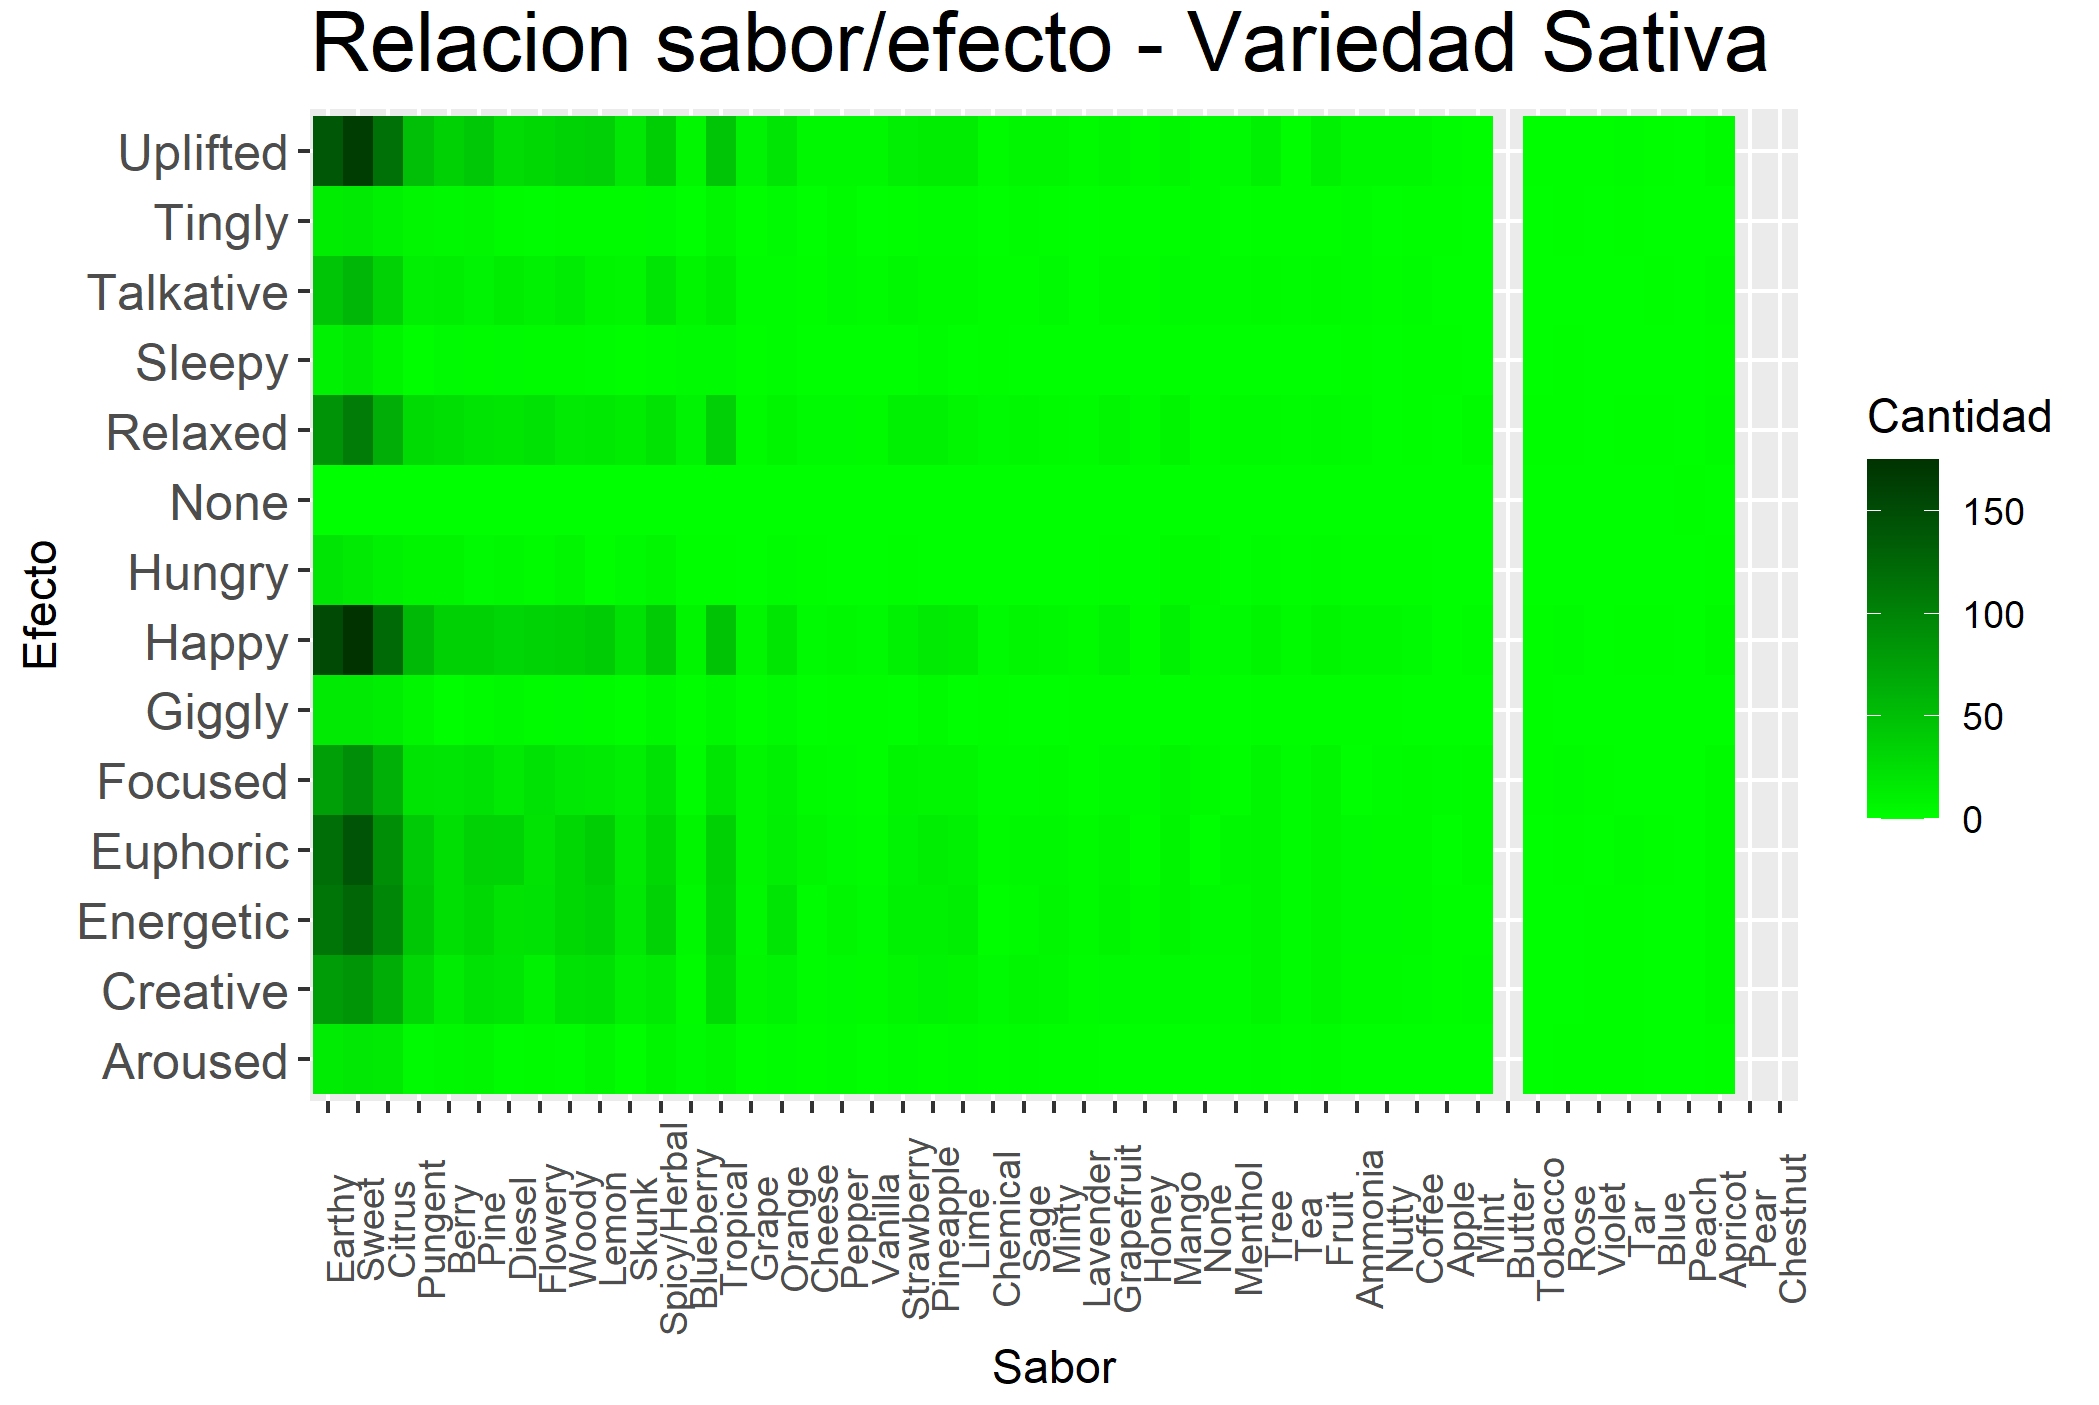 Relacion sabor/efecto - Variedad Sativa
Efecto
Uplifted
Tingly
Talkative
Sleepy
Relaxed
None
Hungry
Happy
Giggly
Focused
Euphoric
Energetic
Creative
Aroused
Earthy
Sweet
Citrus
Pungent
Berry
Pine
Diesel
Flowery
Woody
Lemon
Skunk
Spicy/Herbal
Blueberry
Tropical
Grape
Orange
Cheese
Pepper
Vanilla
Strawberry
Pineapple
Lime
Chemical
Sage
Minty
Lavender
Grapefruit
Honey
Mango
None
Menthol
Tree
Tea
Fruit
Ammonia
Nutty
Coffee
Apple
Mint
Butter
Tobacco
Rose
Violet
Tar
Blue
Peach
Apricot
Pear
Chestnut
Sabor
Cantidad
150
100
50
0